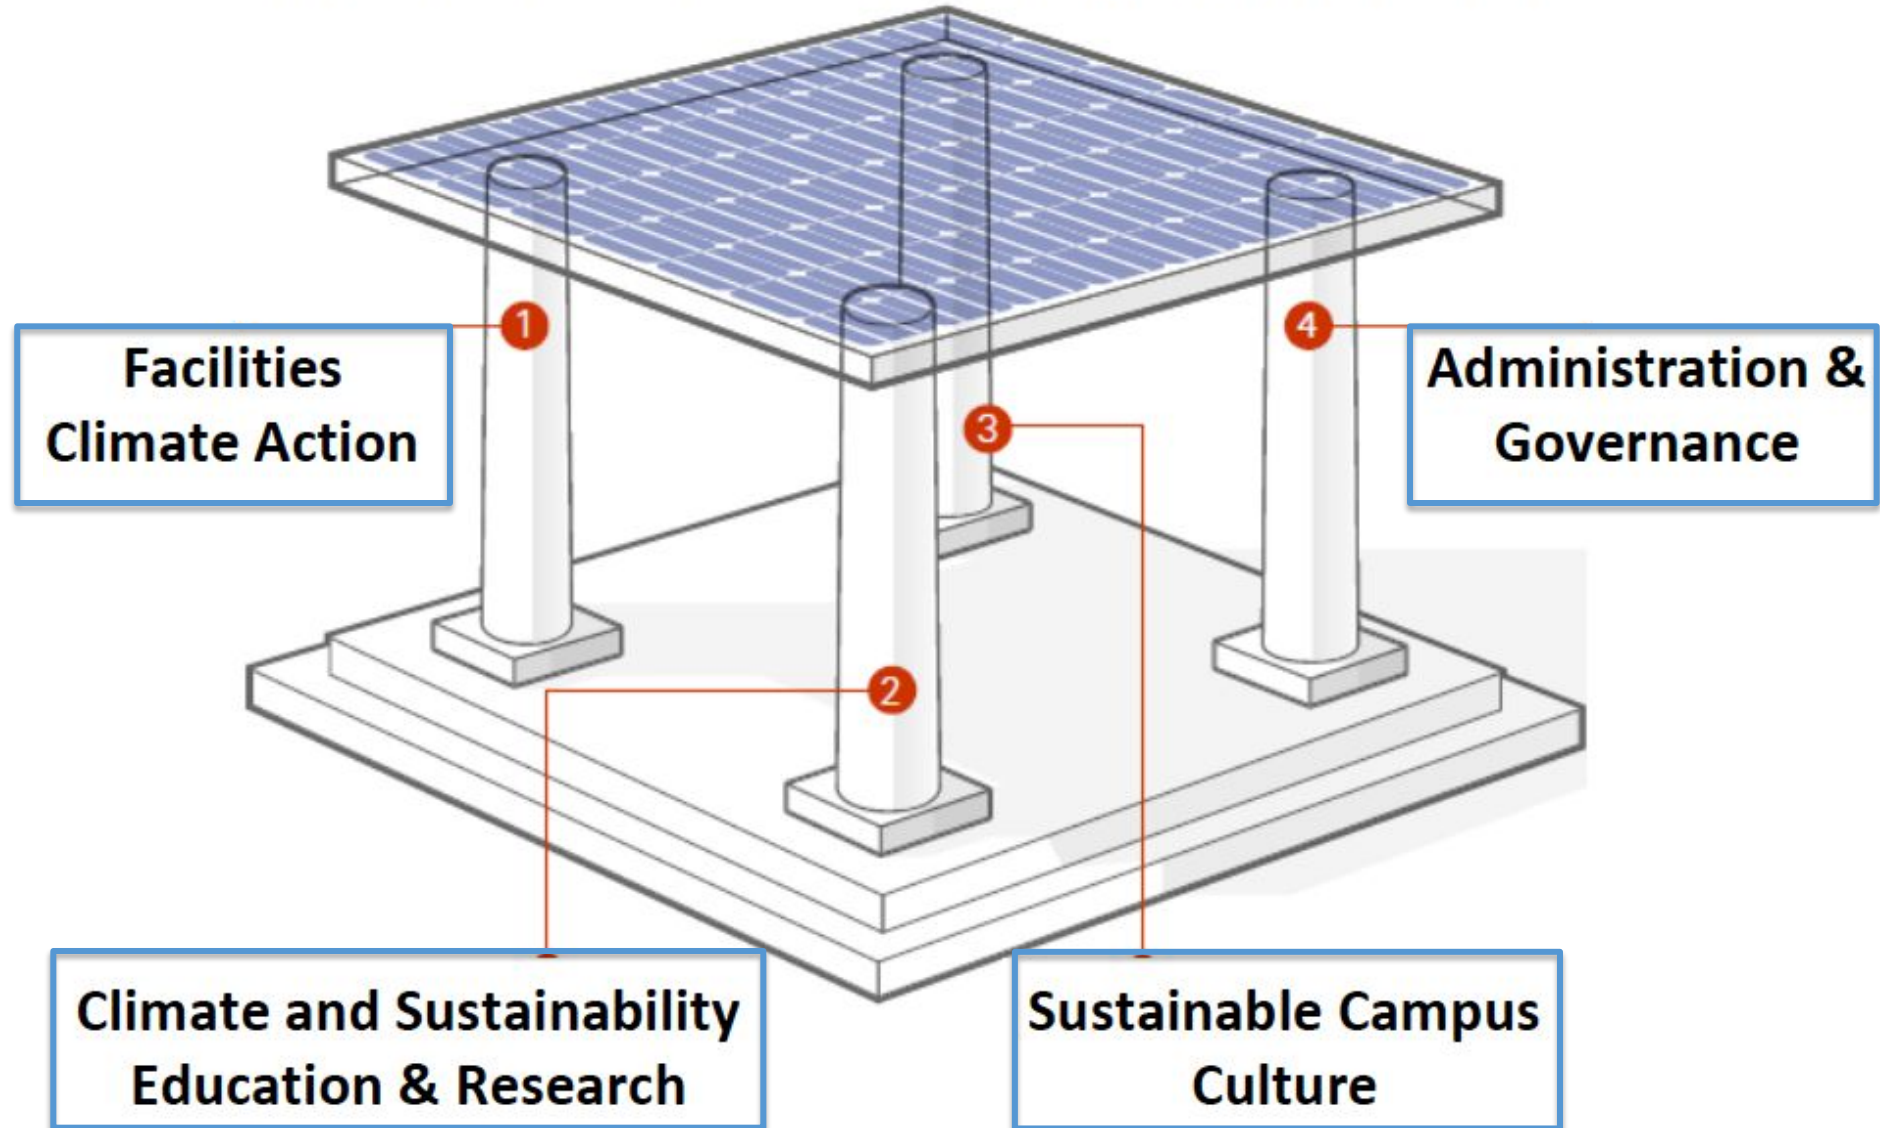 1
Facilities
Climate Action
4
Administration &
Governance
3
2
Climate and Sustainability
Education & Research
Sustainable Campus
Culture